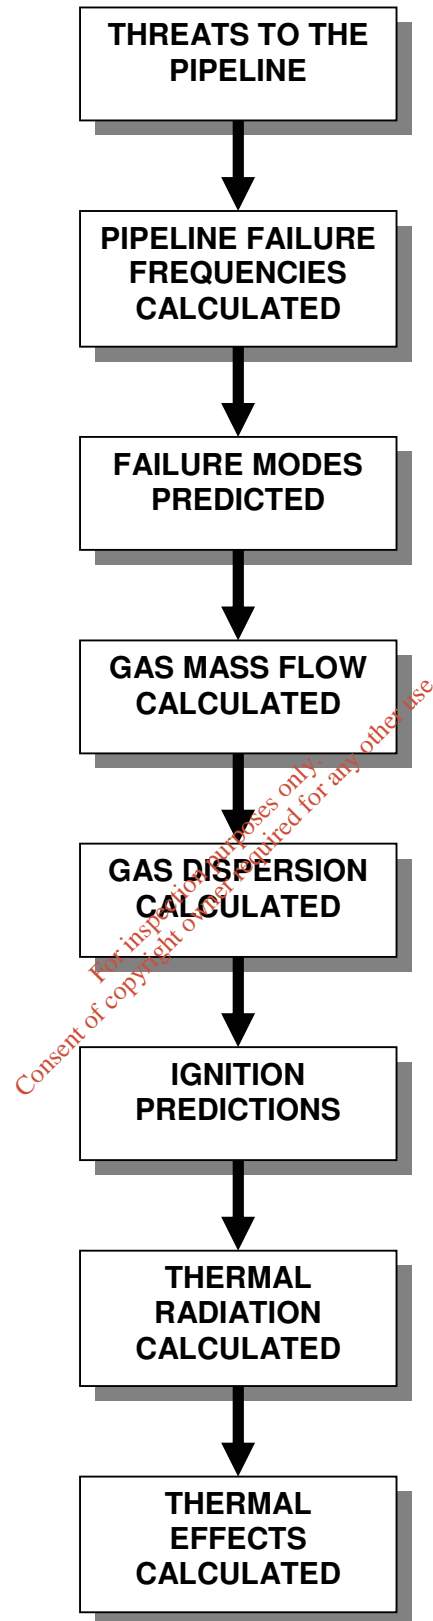 THREATS TO THE
PIPELINE
PIPELINE FAILURE
FREQUENCIES
CALCULATED
FAILURE MODES
PREDICTED
GAS MASS FLOW
CALCULATED
GAS DISPERSION
CALCULATED
For inspection purposes only.
Consent of copyright owner required for any other use
IGNITION
PREDICTIONS
THERMAL
RADIATION
CALCULATED
THERMAL
EFFECTS
CALCULATED